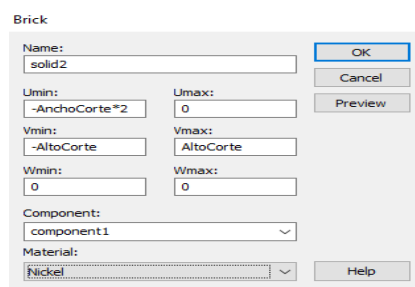 Brick
Name:
solid2
OK
Cancel
Umin: Umax:
-AnchoCorte*2 0
Preview
Vmin: Vmax:
-AltoCorte AltoCorte
Wmin: Wmax:
0 0
Component:
component1
Material:
Nickel
Help